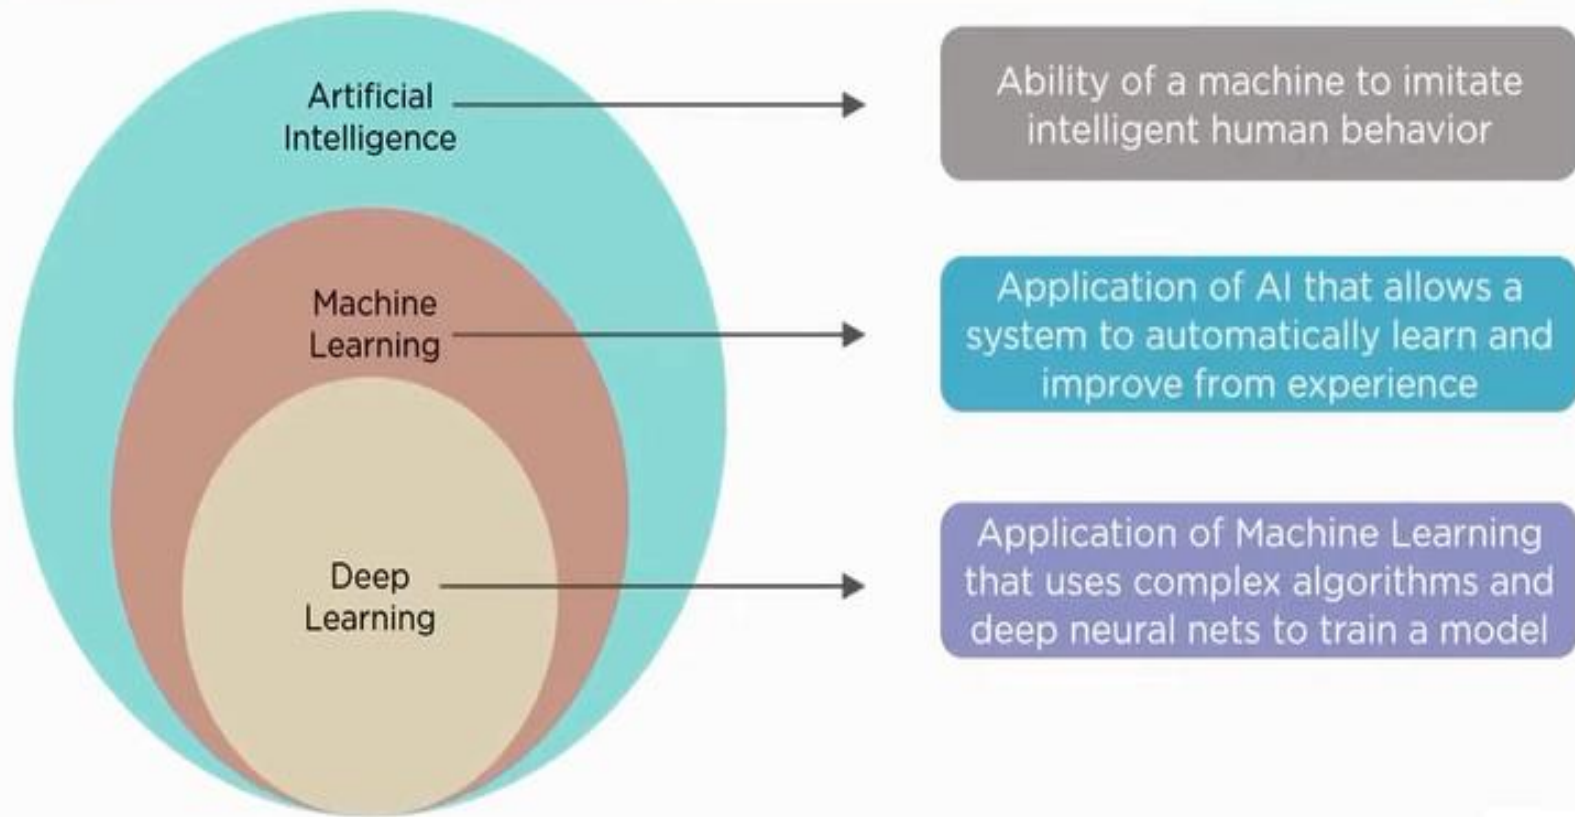 Artificial
Intelligence
Ability of a machine to imitate
intelligent human behavior
Machine
Learning
Application of AI that allows a
system to automatically learn and
improve from experience
Deep
Learning
Application of Machine Learning
that uses complex algorithms and
deep neural nets to train a model